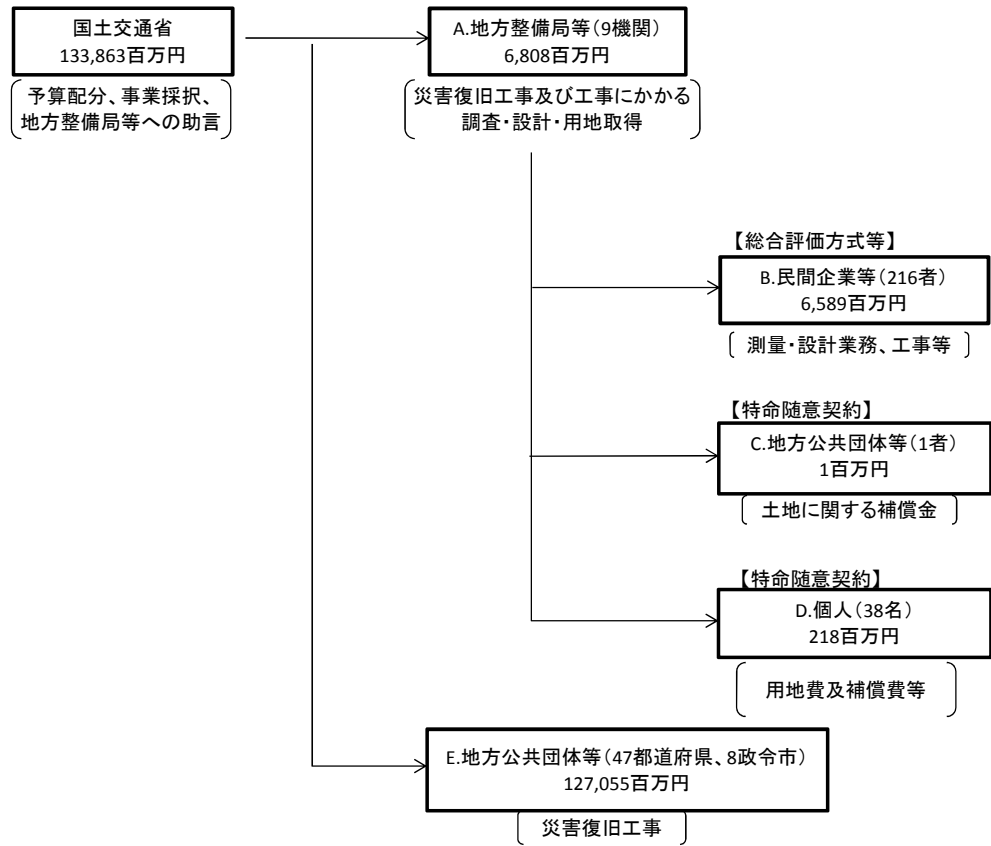 国土交通省
133,863百万円
予算配分、事業採択、
地方整備局等への助言
A.地方整備局等(9機関)
6,808百万円
災害復旧工事及び工事にかかる
調査・設計・用地取得
【総合評価方式等】
B.民間企業等(216者)
6,589百万円
測量・設計業務、工事等
【特命随意契約】
C.地方公共団体等(1者)
1百万円
土地に関する補償金
【特命随意契約】
D.個人(38名)
218百万円
用地費及補償費等
E.地方公共団体等(47都道府県、8政令市)
127,055百万円
災害復旧工事